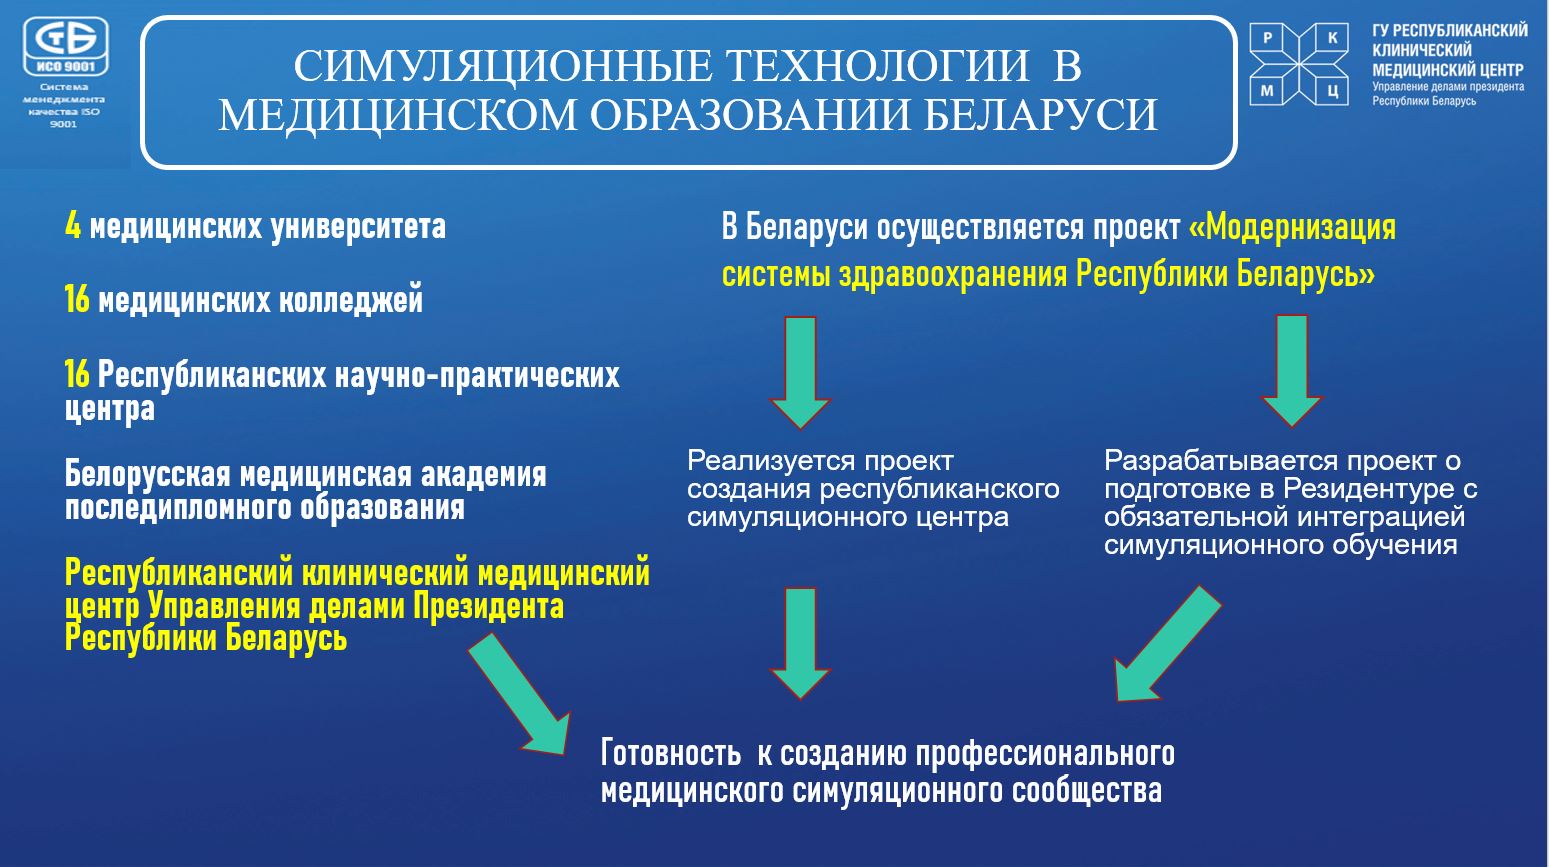 СТБ
ИСО 9001
Система
менеджмента
качества ISO
9001
СИМУЛЯЦИОННЫЕ ТЕХНОЛОГИИ В
МЕДИЦИНСКОМ ОБРАЗОВАНИИ БЕЛАРУСИ
Р К
М Ц
ГУ РЕСПУБЛИКАНСКИЙ
КЛИНИЧЕСКИЙ
МЕДИЦИНСКИЙ ЦЕНТР
Управление делами президента
Республики Беларусь
4 медицинских университета
16 медицинских колледжей
16 Республиканских научно-практических
центра
Белорусская медицинская академия
последипломного образования
Республиканский клинический медицинский
центр Управления делами Президента
Республики Беларусь
В Беларуси осуществляется проект «Модернизация
системы здравоохранения Республики Беларусь»
Реализуется проект
создания республиканского
симуляционного центра
Разрабатывается проект о
подготовке в Резидентуре с
обязательной интеграцией
симуляционного обучения
Готовность к созданию профессионального
медицинского симуляционного сообщества